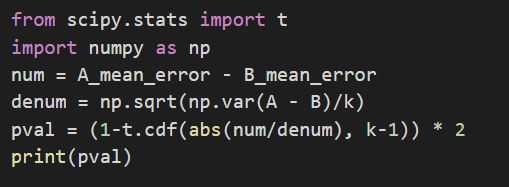 from scipy.stats import t
import numpy as np
num = A_mean_error - B_mean_error
denum = np.sqrt(np.var(A - B)/k)
pval = (1-t.cdf(abs(num/denum), k-1)) * 2
print(pval)